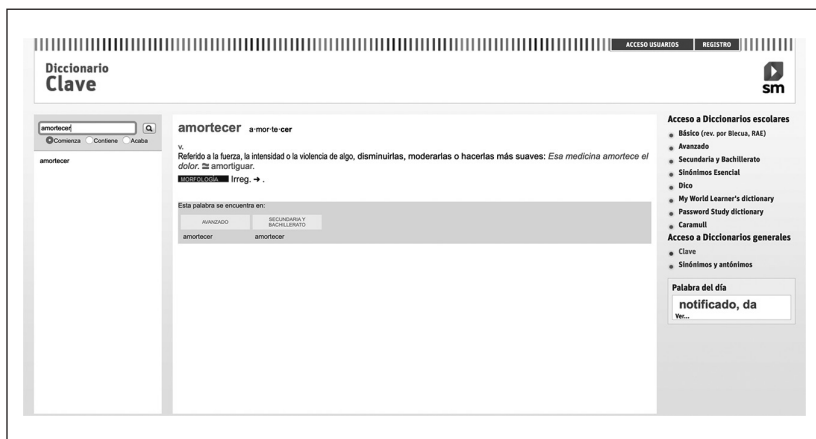 ACCESO USUARIOS REGISTRO
Diccionario
Clave
sm
amortecer
Comienza Contiene Acaba
amortecer
amortecer a·mor·te·cer
v.
Referido a la fuerza, la intensidad o la violencia de algo, disminuirlas, moderarlas o hacerlas más suaves: Esa medicina amortece el
dolor. ≅ amortiguar.
MORFOLOGÍA Irreg. → .
Esta palabra se encuentra en:
AVANZADO
SECUNDARIA Y
BACHILLERATO
amortecer amortecer
Acceso a Diccionarios escolares
Básico (rev. por Blecua, RAE)
Avanzado
Secundaria y Bachillerato
Sinónimos Esencial
Dico
My World Learner's dictionary
Password Study dictionary
Caramull
Acceso a Diccionarios generales
Clave
Sinónimos y antónimos
Palabra del día
notificado, da
Ver...